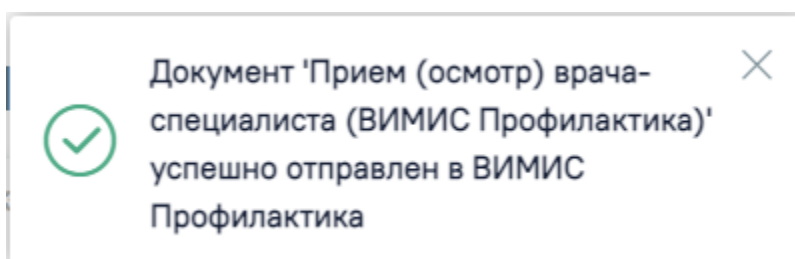 Документ 'Прием (осмотр) врача-
специалиста (ВИМИС Профилактика)'
успешно отправлен в ВИМИС
Профилактика